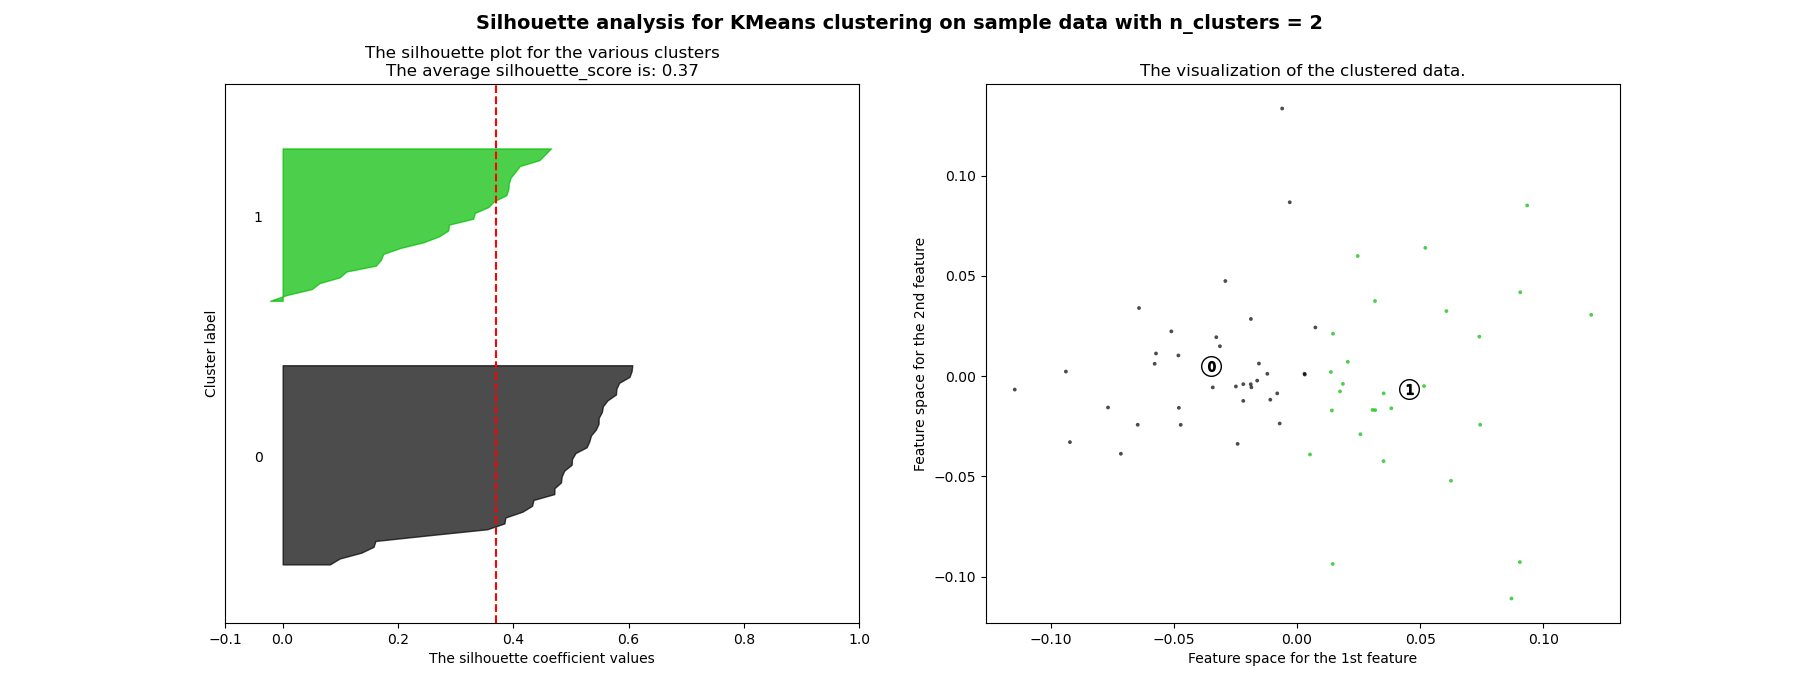 Silhouette analysis for KMeans clustering on sample data with n_clusters = 2
The silhouette plot for the various clusters
The average silhouette_score is: 0.37
1
0
Cluster label
−0.1 0.0 0.2 0.4 0.6 0.8 1.0
The silhouette coefficient values
The visualization of the clustered data.
0.10
0.05
0.00
−0.05
−0.10
Feature space for the 2nd feature
0
1
−0.10 −0.05 0.00 0.05 0.10
Feature space for the 1st feature